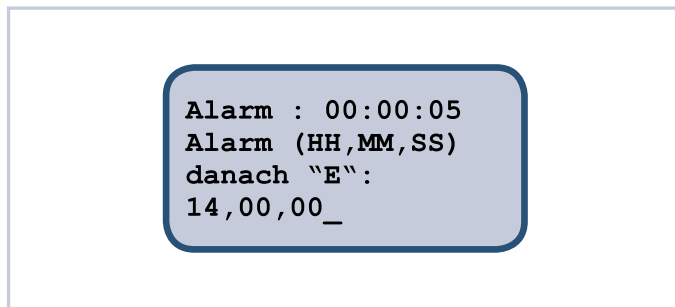 Alarm : 00:00:05
Alarm (HH,MM,SS)
danach “E“:
14,00,00_